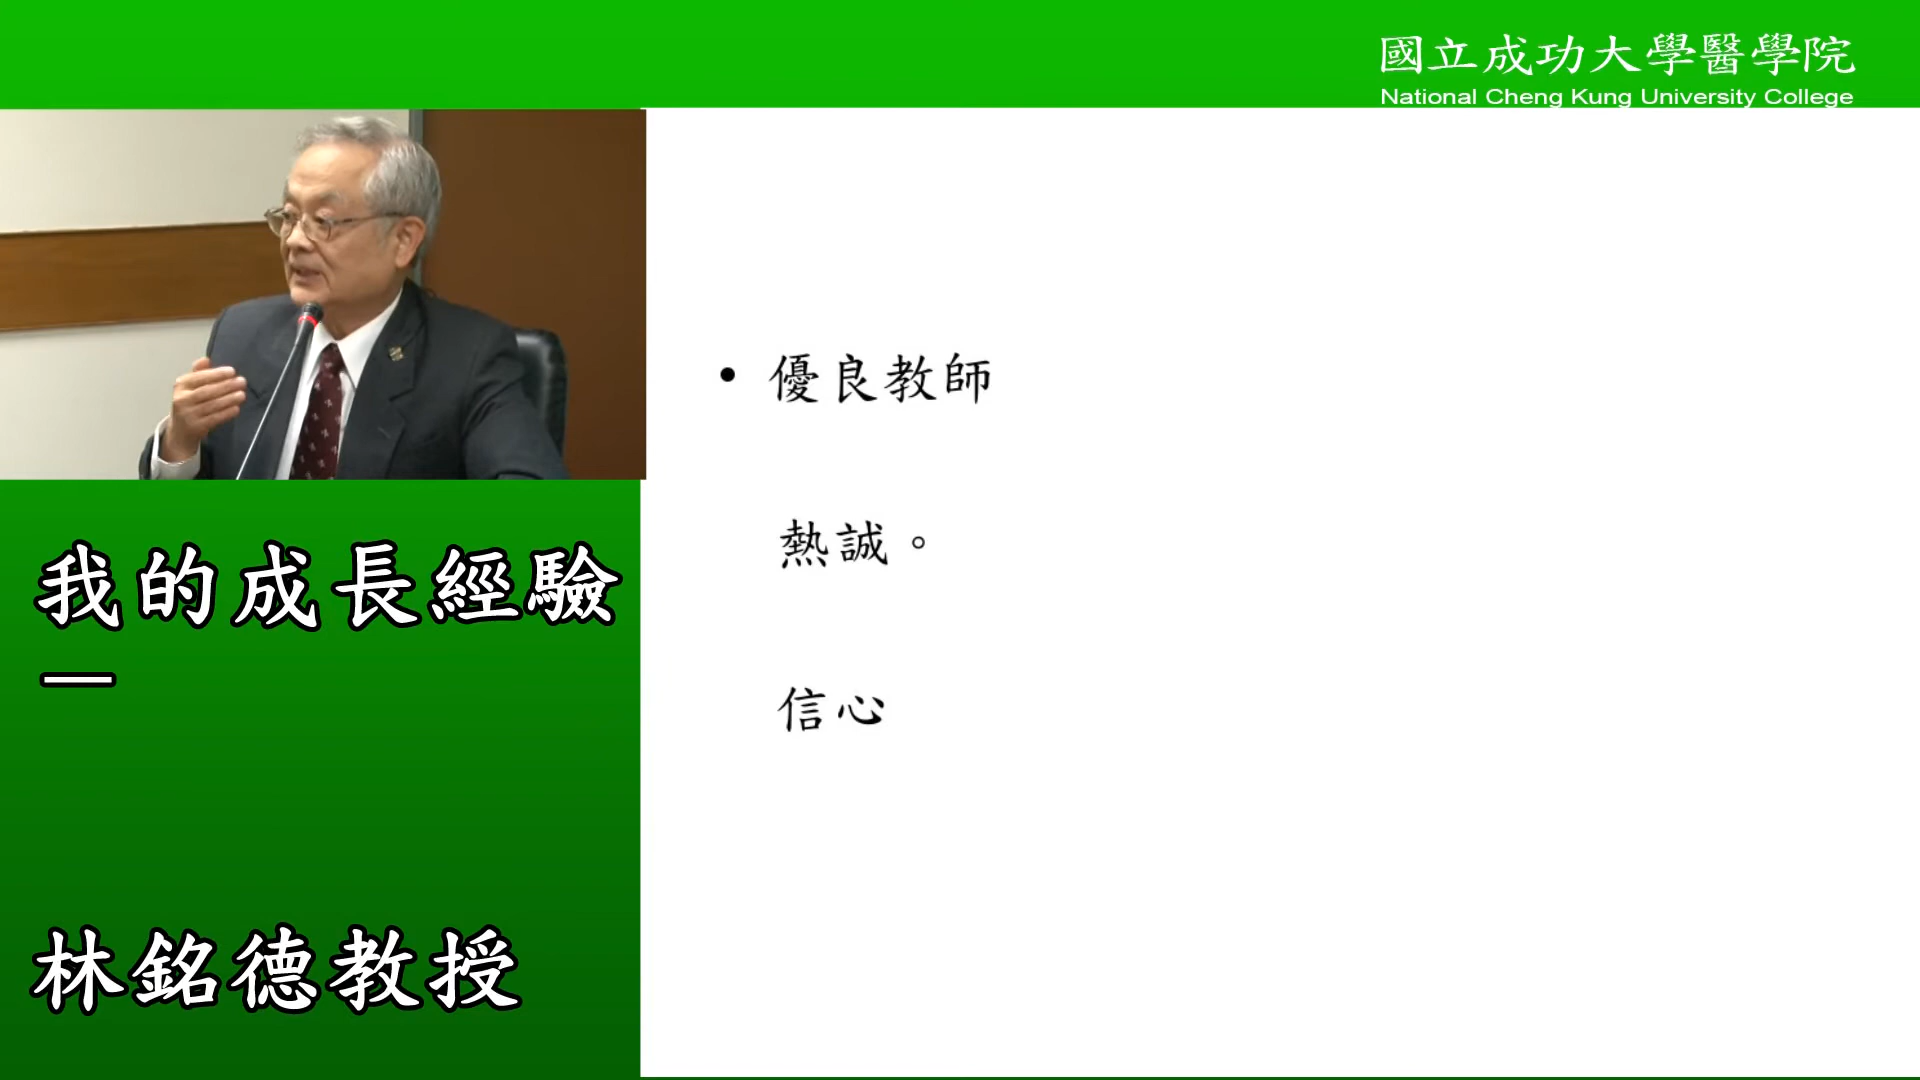 國立成功大學醫學院
National Cheng Kung University College
• 優良教師
熱誠。
信心
我的成長經驗
一
林銘德教授